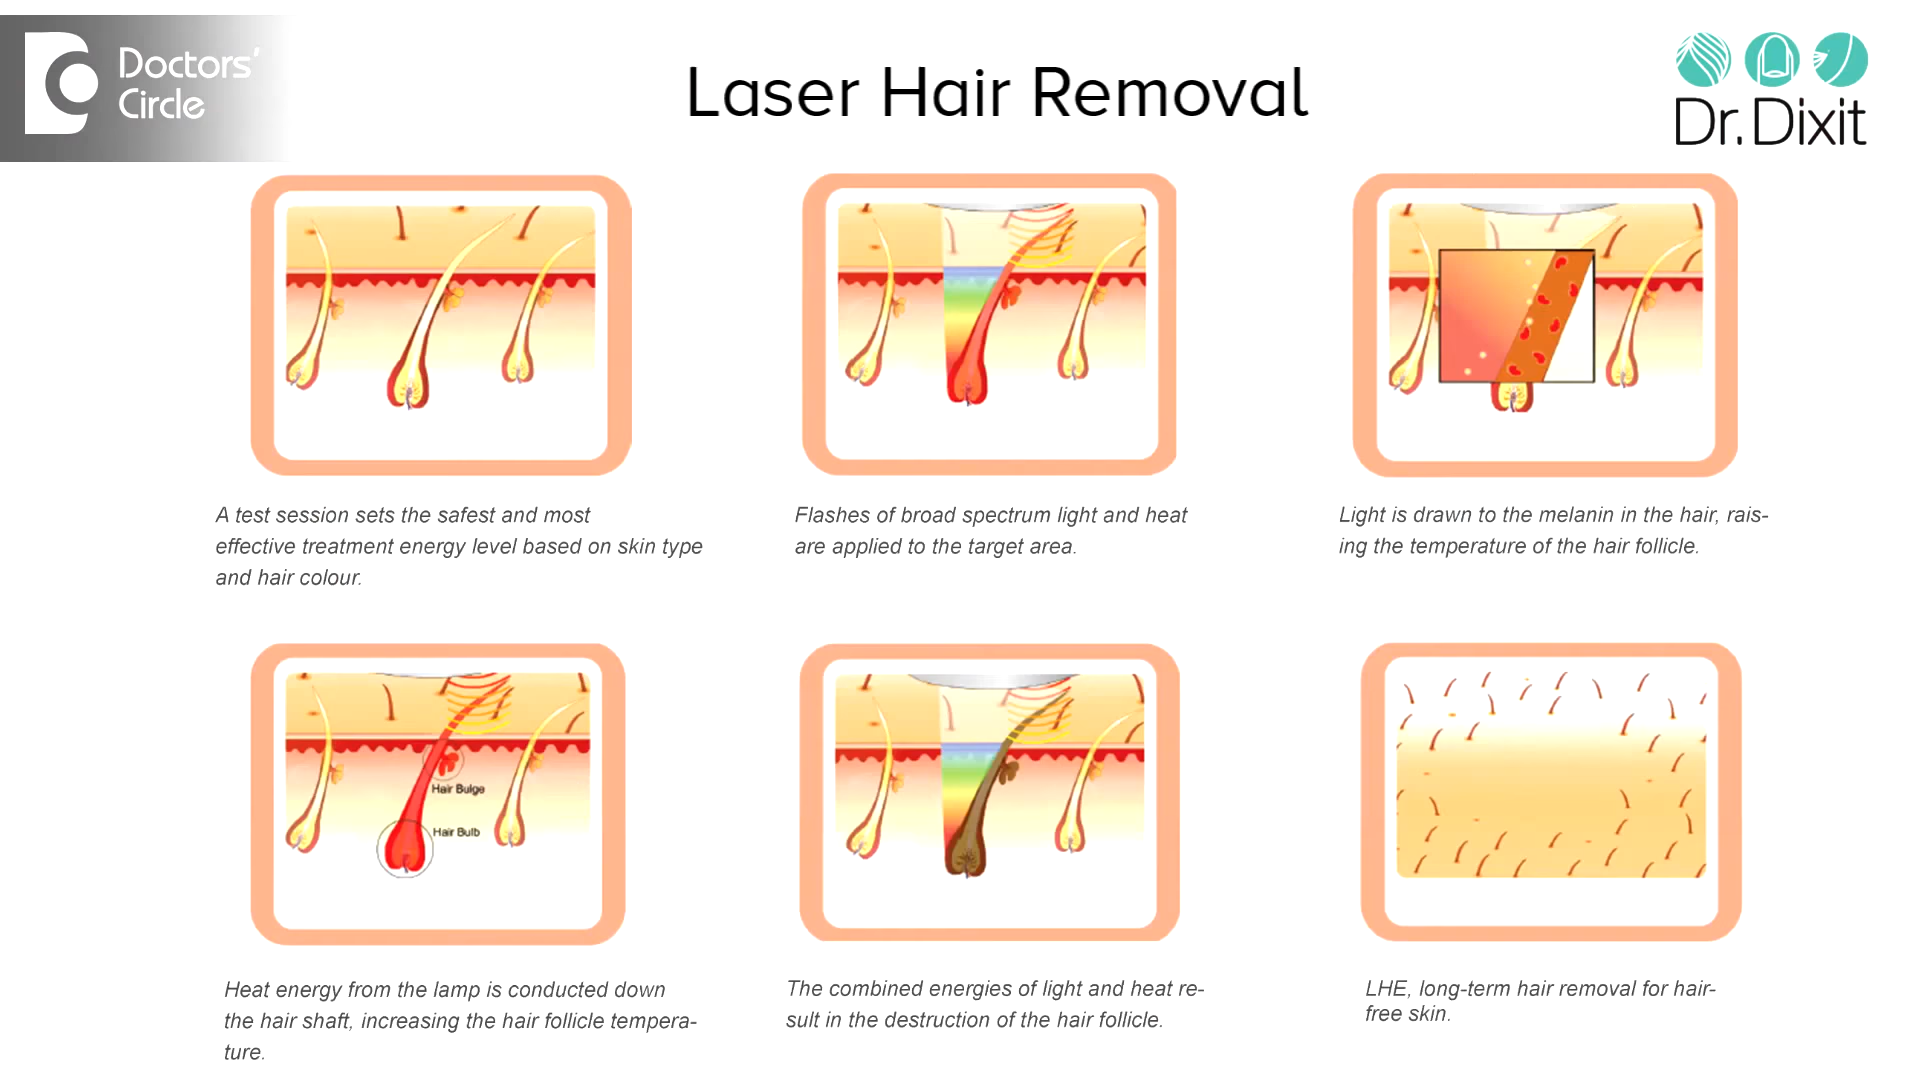 Doctors'
Circle
Laser Hair Removal
Dr. Dixit
A test session sets the safest and most
effective treatment energy level based on skin type
and hair colour.
Flashes of broad spectrum light and heat
are applied to the target area.
Light is drawn to the melanin in the hair, rais-
ing the temperature of the hair follicle.
Hair Bulge
Hair Bulb
Heat energy from the lamp is conducted down
the hair shaft, increasing the hair follicle tempera-
ture.
The combined energies of light and heat re-
sult in the destruction of the hair follicle.
LHE, long-term hair removal for hair-
free skin.